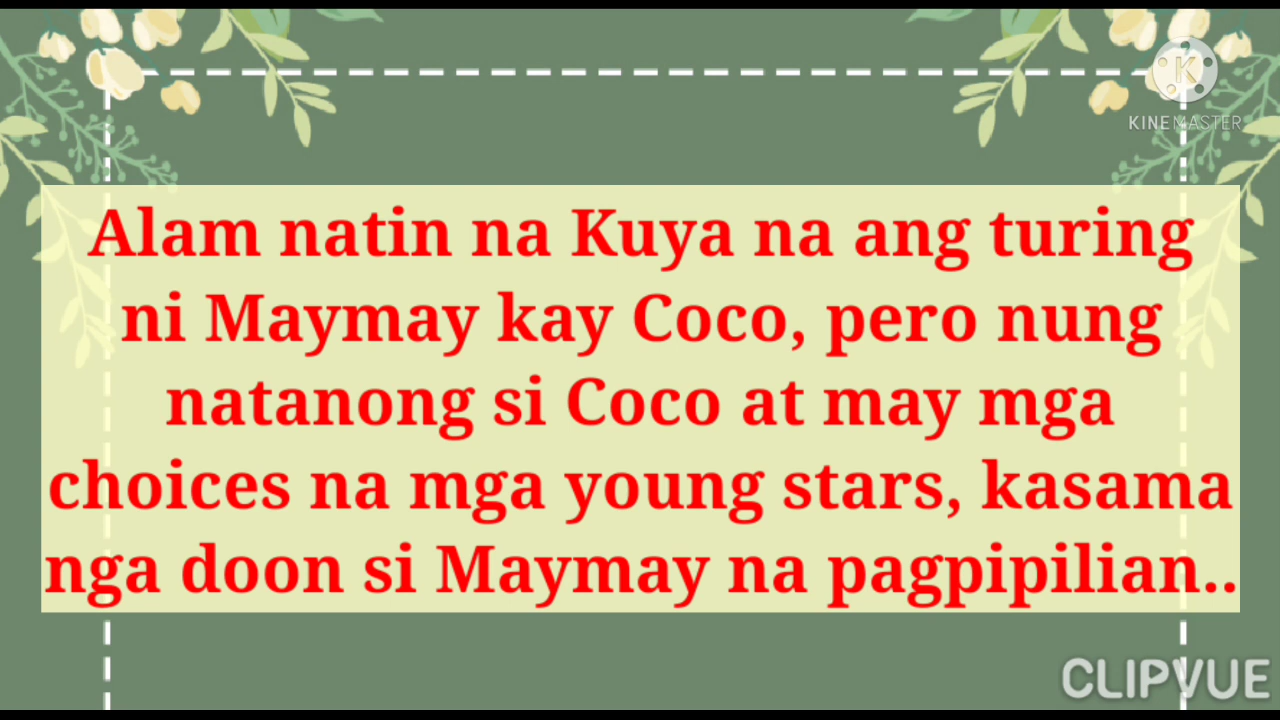 K
KINEMASTER
Alam natin na Kuya na ang turing
ni Maymay kay Coco, pero nung
natanong si Coco at may mga
choices na mga young stars, kasama
nga doon si Maymay na pagpipilian..
CLIPVUE